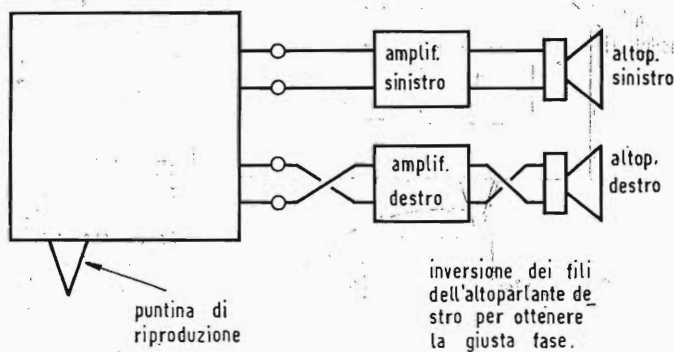 amplif.
sinistro
altop.
sinistro
amplif.
destro
altop.
destro
puntina di
riproduzione
inversione dei fili
dell'altoparlante de_
stro per ottenere
la giusta fase.